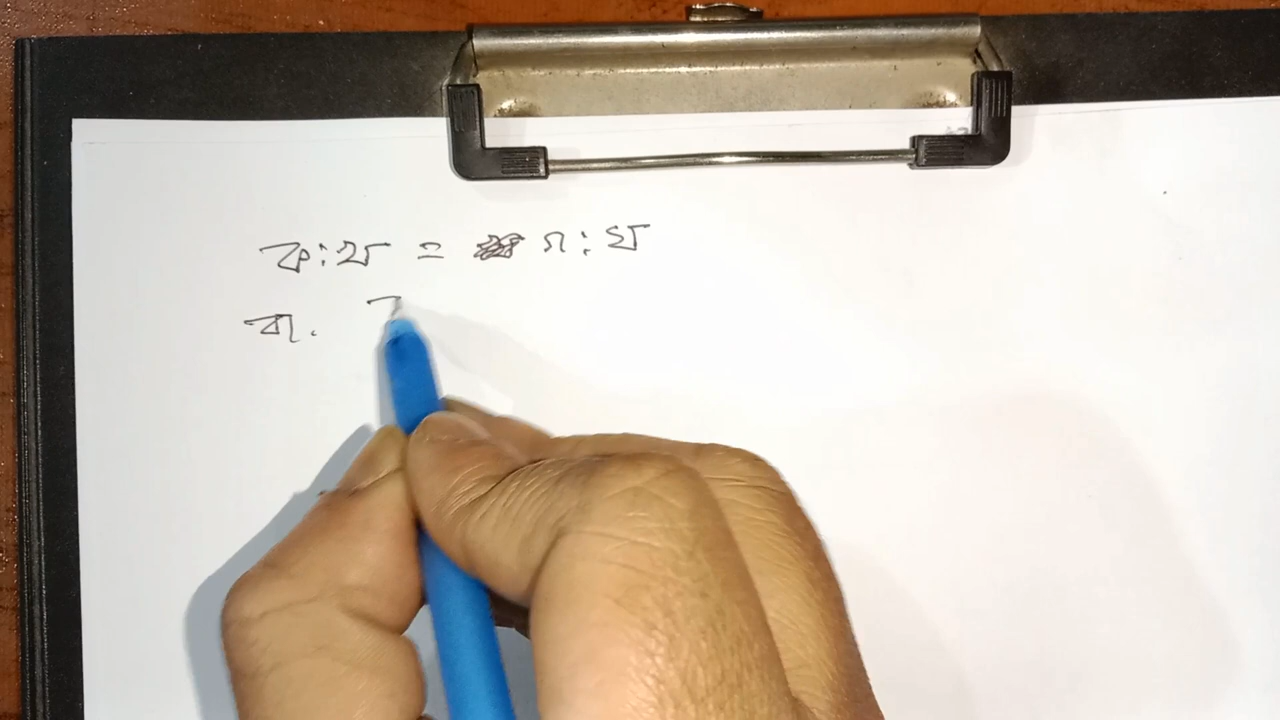 ক:খ = গ:ঘ
বা.